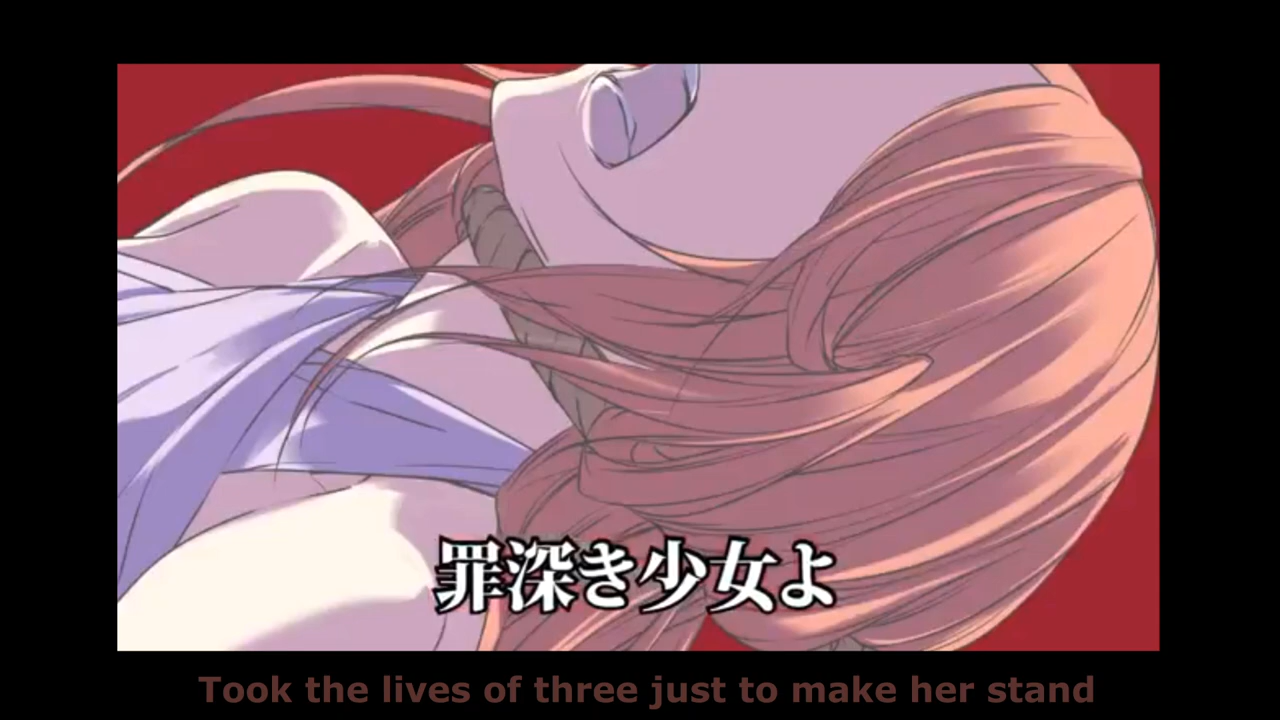 罪深き少女よ
Took the lives of three just to make her stand